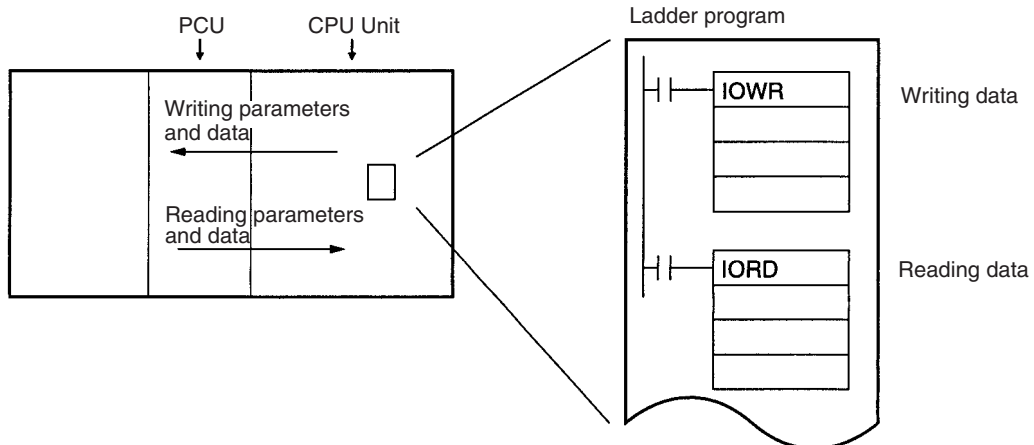 Ladder program
PCU
CPU Unit
Writing parameters
and data
Reading parameters
and data
IOWR
Writing data
IORD
Reading data